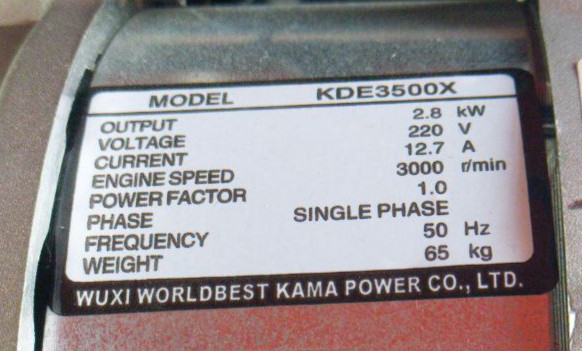 MODEL KDE3500X
OUTPUT 2.8 kW
VOLTAGE 220 V
CURRENT 12.7 A
ENGINE SPEED 3000 r/min
POWER FACTOR 1.0
PHASE SINGLE PHASE
FREQUENCY 50 Hz
WEIGHT 65 kg
WUXI WORLDBEST KAMA POWER CO., LTD.